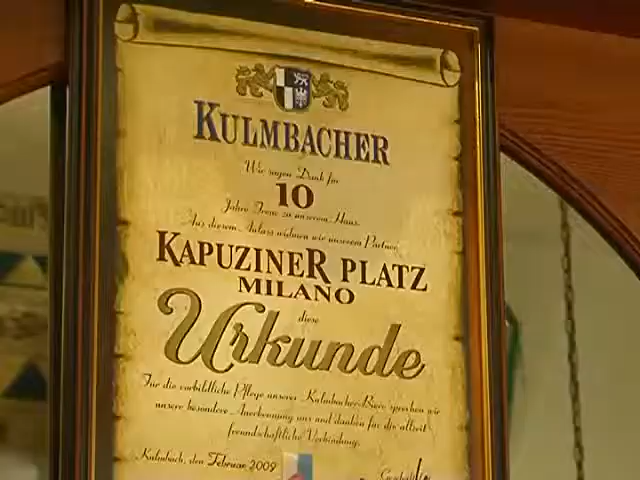 KULMBACHER
Wir sagen Dank für
10
Jahre Treue zu unserem Haus.
Aus diesem Anlass widmen wir unserem Partner
KAPUZINER PLATZ
MILANO
diese
Urkunde
Für die vorbildliche Pflege unserer Kulmbacher Biere sprechen wir
unsere besondere Anerkennung aus und danken für die allzeit
freundschaftliche Verbindung.
Kulmbach, den Februar 2009